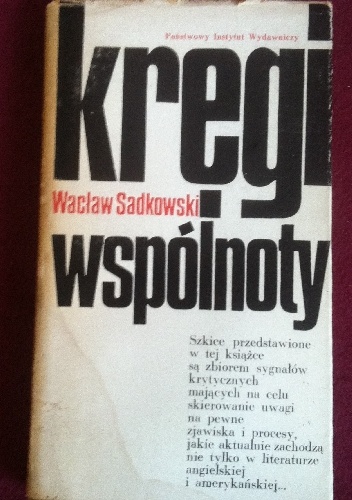 Państwowy Instytut Wydawniczy
kręgi
Wacław Sadkowski
wspólnoty
Szkice przedstawione
w tej książce
są zbiorem sygnałów
krytycznych
mających na celu
skierowanie uwagi
na pewne
zjawiska i procesy,
jakie aktualnie zachodzą
nie tylko w literaturze
angielskiej
i amerykańskiej...